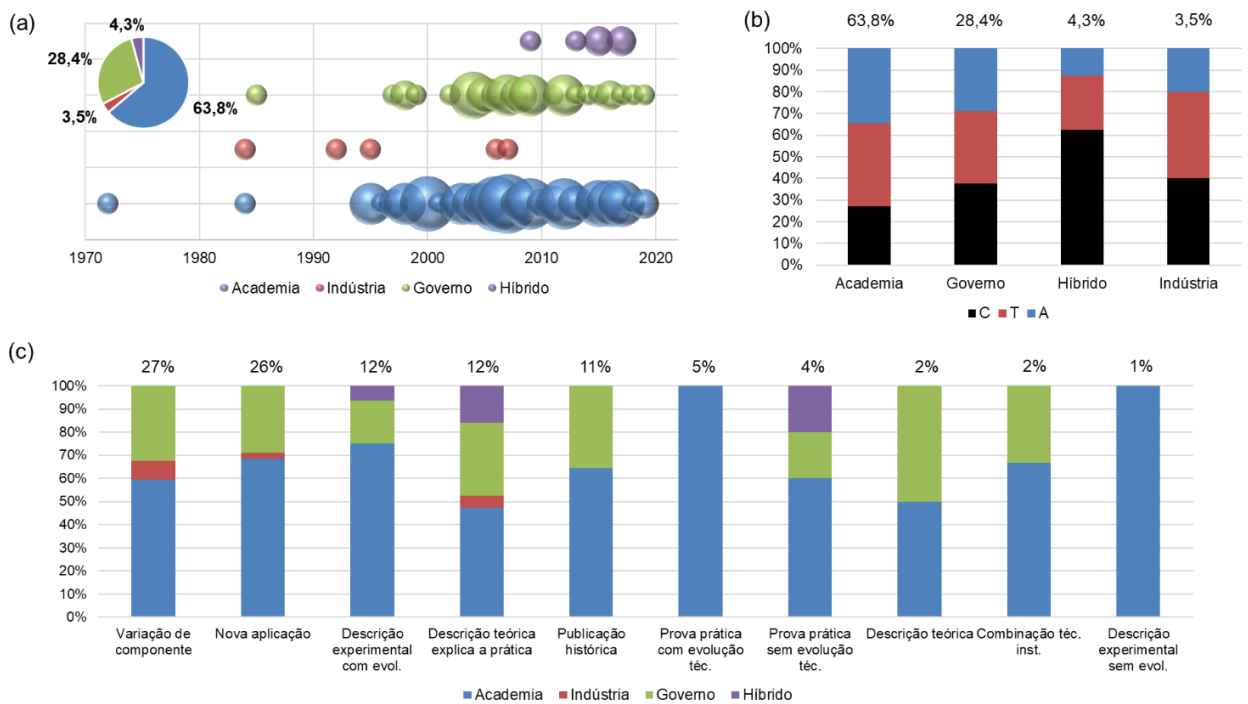 (a)
4,3%
28,4%
3,5%
63,8%
1970 1980 1990 2000 2010 2020
Academia Indústria Governo Híbrido
(b)
63,8% 28,4% 4,3% 3,5%
100%
90%
80%
70%
60%
50%
40%
30%
20%
10%
0%
Academia Governo Híbrido Indústria
C T A
(c)
27% 26% 12% 12% 11% 5% 4% 2% 2% 1%
100%
90%
80%
70%
60%
50%
40%
30%
20%
10%
0%
Variação de
componente
Nova aplicação
Descrição
experimental
com evol.
Descrição teórica
explica a prática
Publicação
histórica
Prova prática
com evolução
téc.
Prova prática
sem evolução
téc.
Descrição teórica
Combinação téc.
inst.
Descrição
experimental
sem evol.
Academia Indústria Governo Híbrido